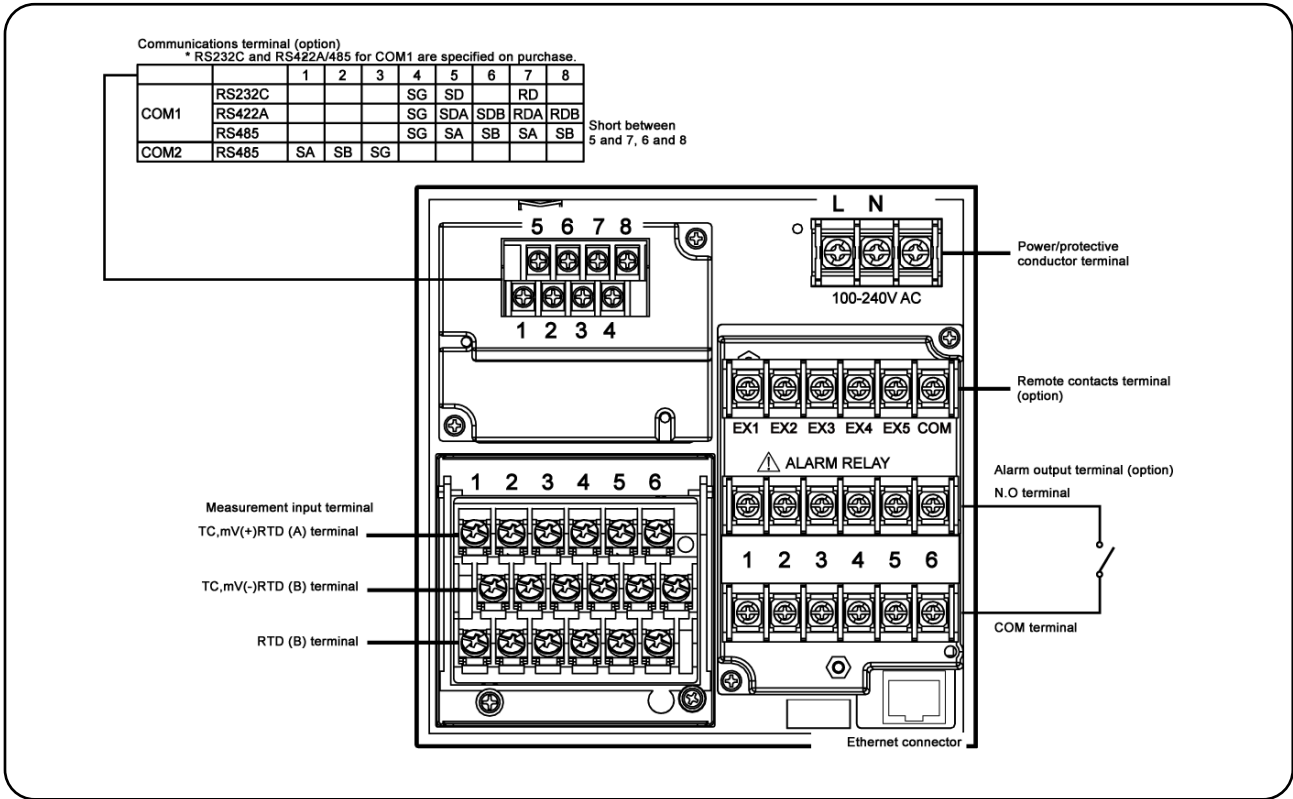 Communications terminal (option)
* RS232C and RS422A/485 for COM1 are specified on purchase.
1 2 3 4 5 6 7 8
COM1 RS232C SG SD RD
RS422A SG SDA SDB RDA RDB
RS485 SG SA SB SA SB
COM2 RS485 SA SB SG
Short between
5 and 7, 6 and 8
L N
5 6 7 8
Power/protective
conductor terminal
100-240V AC
1 2 3 4
Remote contacts terminal
(option)
EX1 EX2 EX3 EX4 EX5 COM
⚠ ALARM RELAY
Alarm output terminal (option)
N.O terminal
1 2 3 4 5 6
Measurement input terminal
TC,mV(+)RTD (A) terminal
1 2 3 4 5 6
TC,mV(-)RTD (B) terminal
COM terminal
RTD (B) terminal
Ethernet connector